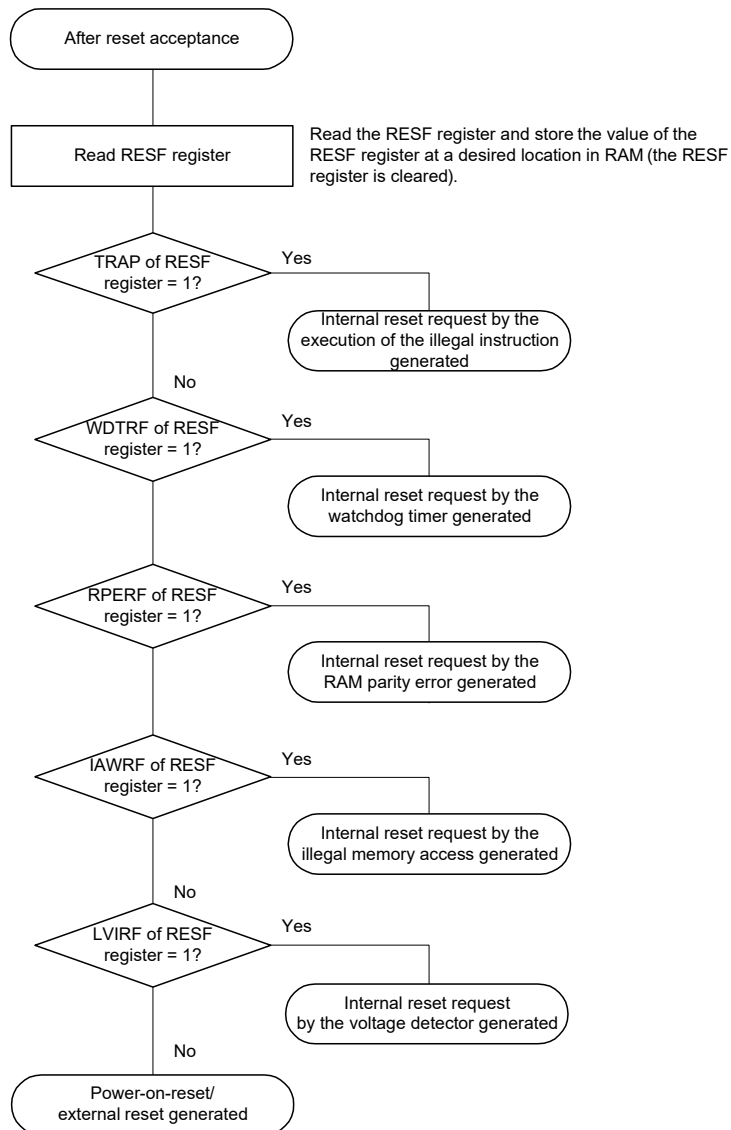 After reset acceptance
Read RESF register
Read the RESF register and store the value of the
RESF register at a desired location in RAM (the RESF
register is cleared).
TRAP of RESF
register = 1?
Yes
Internal reset request by the
execution of the illegal instruction
generated
No
WDTRF of RESF
register = 1?
Yes
Internal reset request by the
watchdog timer generated
RPERF of RESF
register = 1?
Yes
Internal reset request by the
RAM parity error generated
IAWRF of RESF
register = 1?
Yes
Internal reset request by the
illegal memory access generated
No
LVIRF of RESF
register = 1?
Yes
Internal reset request
by the voltage detector generated
No
Power-on-reset/
external reset generated